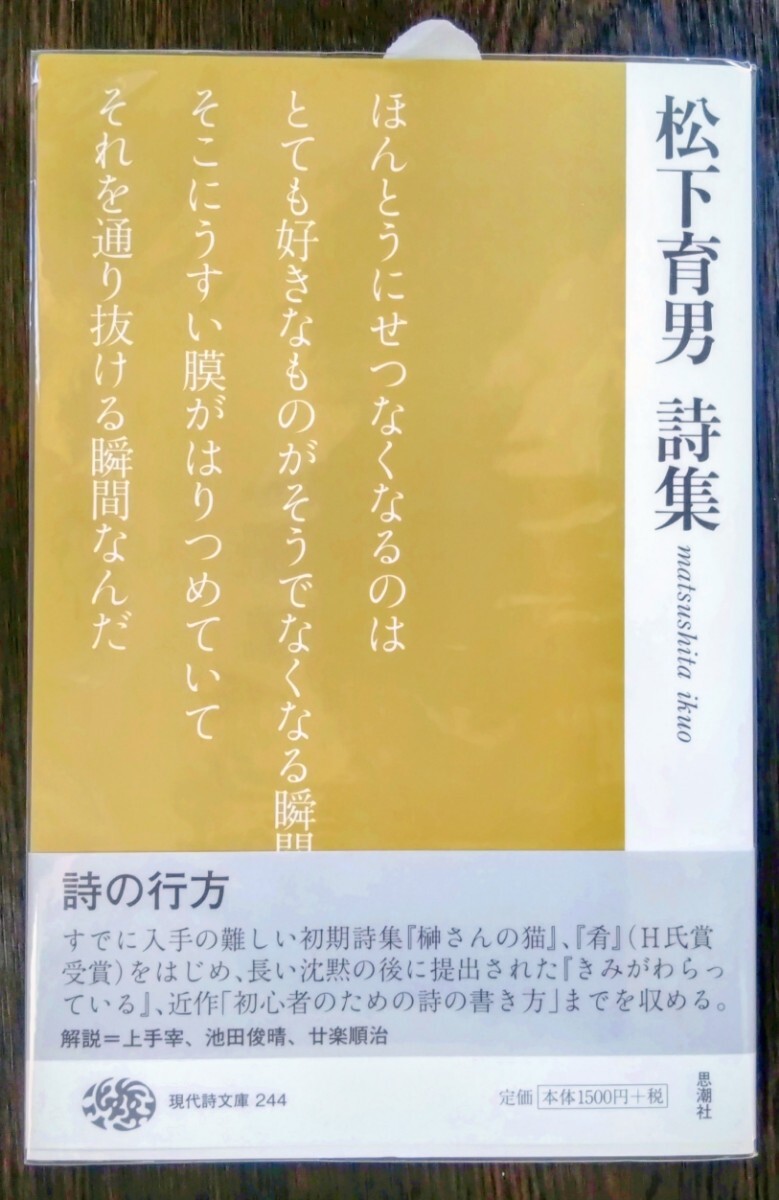 松下育男 詩集
matsushita ikuo
ほんとうにせつなくなるのは
とても好きなものがそうでなくなる瞬間
そこにうすい膜がはりつめていて
それを通り抜ける瞬間なんだ
詩の行方
すでに入手の難しい初期詩集『榊さんの猫』、『肴』(H氏賞
受賞)をはじめ、長い沈黙の後に提出された『きみがわらっ
ている』、近作「初心者のための詩の書き方」までを収める。
解説=上手宰、池田俊晴、廿楽順治
現代詩文庫 244
定価 本体1500円+税
思潮社